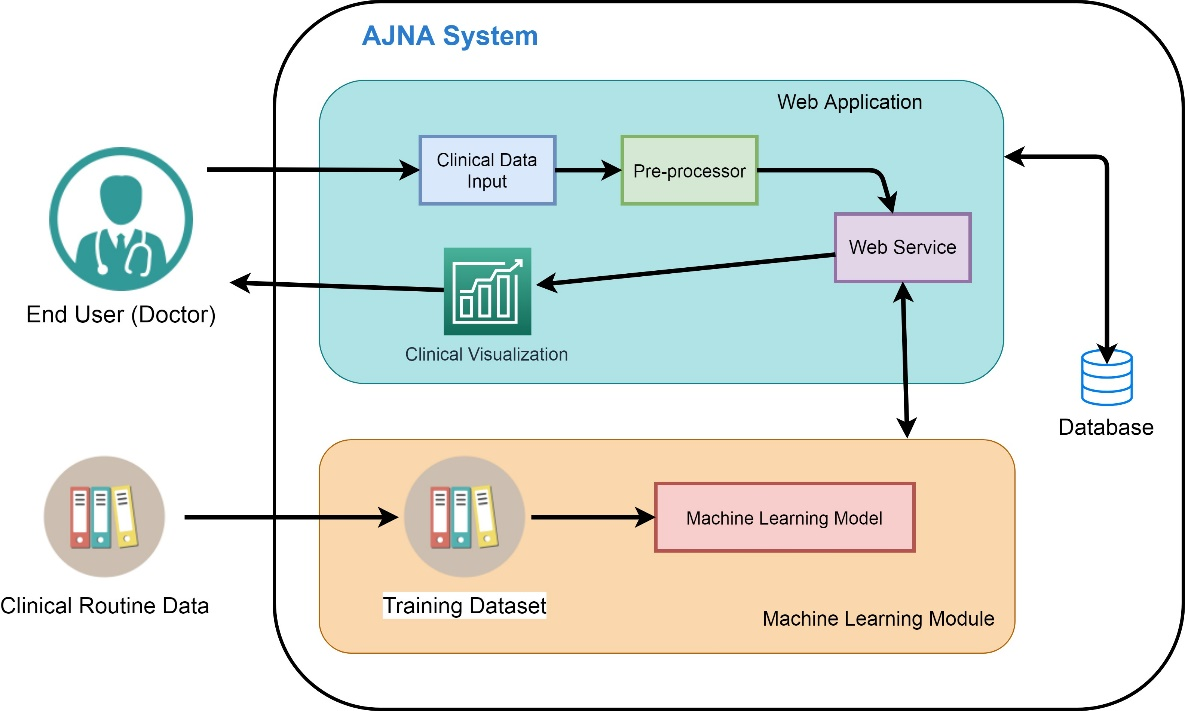 AJNA System
Web Application
Clinical Data
Input
Pre-processor
Web Service
End User (Doctor)
Clinical Visualization
Database
Machine Learning Model
Clinical Routine Data
Training Dataset
Machine Learning Module